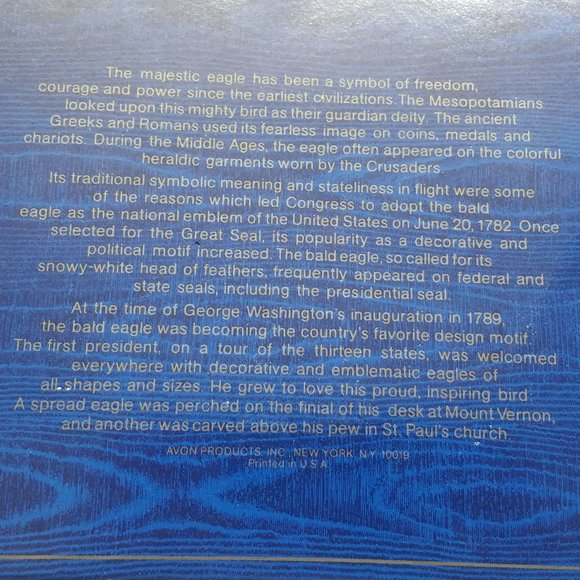 The majestic eagle has been a symbol of freedom,
courage and power since the earliest civilizations. The Mesopotamians
looked upon this mighty bird as their guardian deity. The ancient
Greeks and Romans used its fearless image on coins, medals and
chariots. During the Middle Ages, the eagle often appeared on the colorful
heraldic garments worn by the Crusaders.
Its traditional symbolic meaning and stateliness in flight were some
of the reasons which led Congress to adopt the bald
eagle as the national emblem of the United States on June 20, 1782. Once
selected for the Great Seal, its popularity as a decorative and
political motif increased. The bald eagle, so called for its
snowy-white head of feathers, frequently appeared on federal and
state seals, including the presidential seal.
At the time of George Washington's inauguration in 1789,
the bald eagle was becoming the country's favorite design motif.
The first president, on a tour of the thirteen states, was welcomed
everywhere with decorative and emblematic eagles of
all shapes and sizes. He grew to love this proud, inspiring bird.
A spread eagle was perched on the finial of his desk at Mount Vernon,
and another was carved above his pew in St. Paul's church.
AVON PRODUCTS, INC., NEW YORK, N.Y. 10019
Printed in U.S.A.